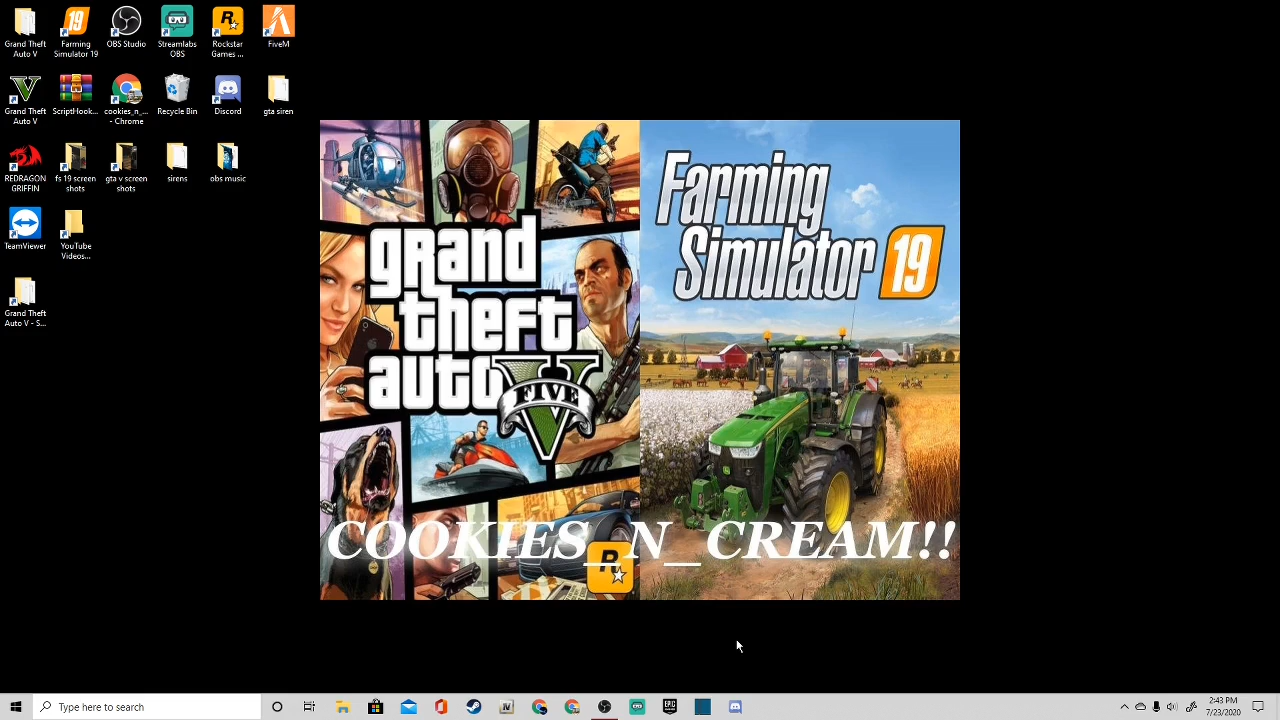 Grand Theft
Auto V
Farming
Simulator 19
OBS Studio
Streamlabs
OBS
Rockstar
Games ...
FiveM
Grand Theft
Auto V
ScriptHook...
cookies_n_...
- Chrome
Recycle Bin
Discord
gta siren
REDRAGON
GRIFFIN
fs 19 screen
shots
gta v screen
shots
sirens
obs music
TeamViewer
YouTube
Videos...
Grand Theft
Auto V - S...
grand
theft
auto
FIVE
Farming
Simulator 19
COOKIES_N_CREAM!!
Type here to search
2:43 PM
7/23/2020